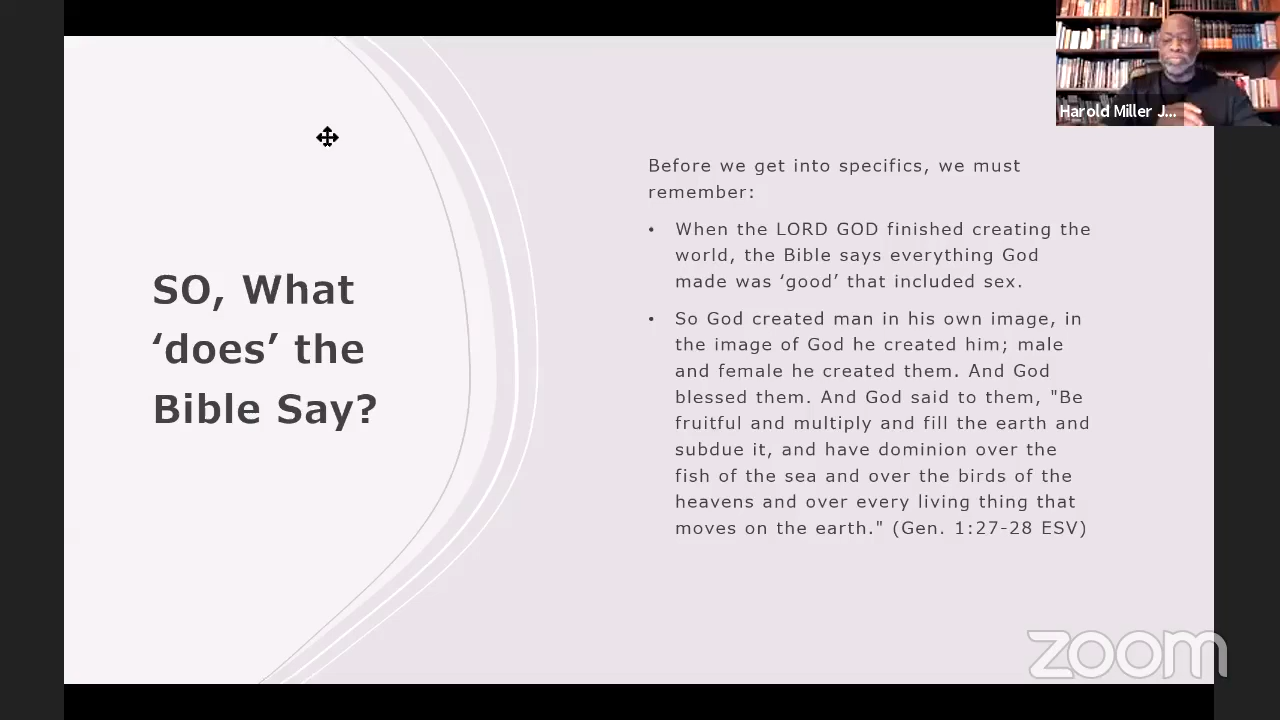 Harold Miller J...
SO, What
‘does’ the
Bible Say?
Before we get into specifics, we must
remember:
• When the LORD GOD finished creating the
world, the Bible says everything God
made was ‘good’ that included sex.
• So God created man in his own image, in
the image of God he created him; male
and female he created them. And God
blessed them. And God said to them, "Be
fruitful and multiply and fill the earth and
subdue it, and have dominion over the
fish of the sea and over the birds of the
heavens and over every living thing that
moves on the earth." (Gen. 1:27-28 ESV)
zoom